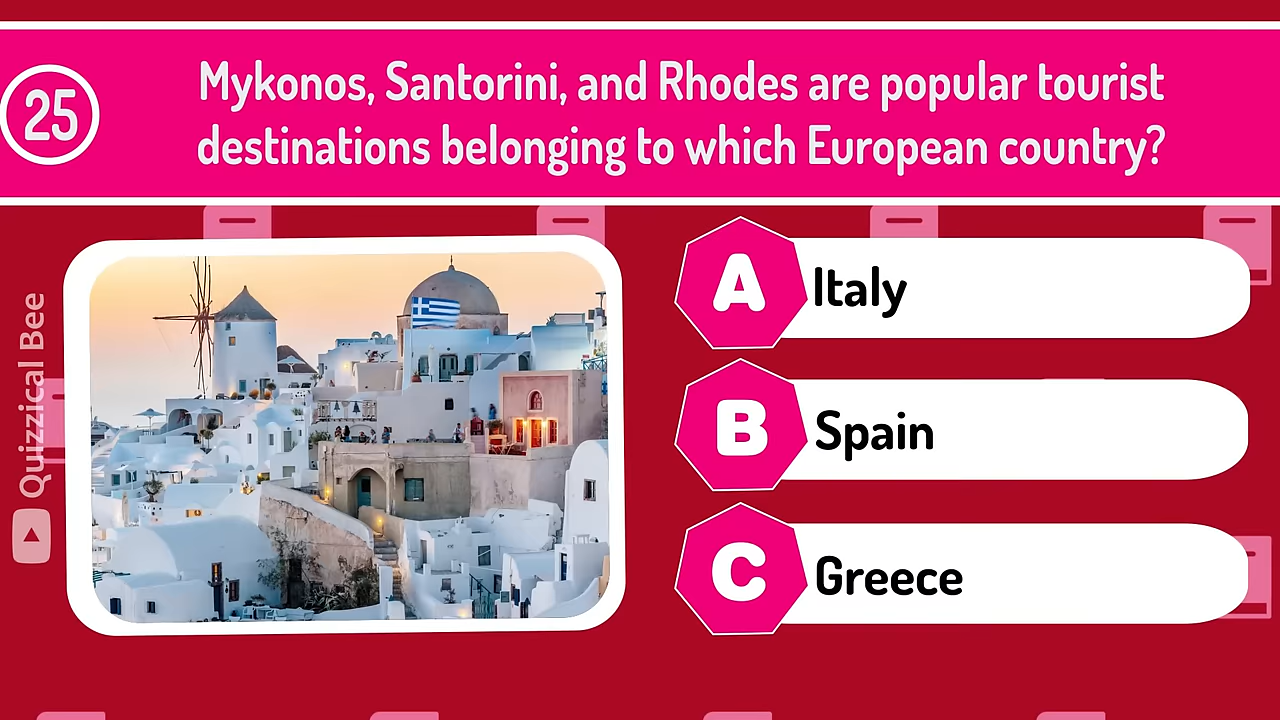 25
Mykonos, Santorini, and Rhodes are popular tourist
destinations belonging to which European country?
Quizzical Bee
A Italy
B Spain
C Greece